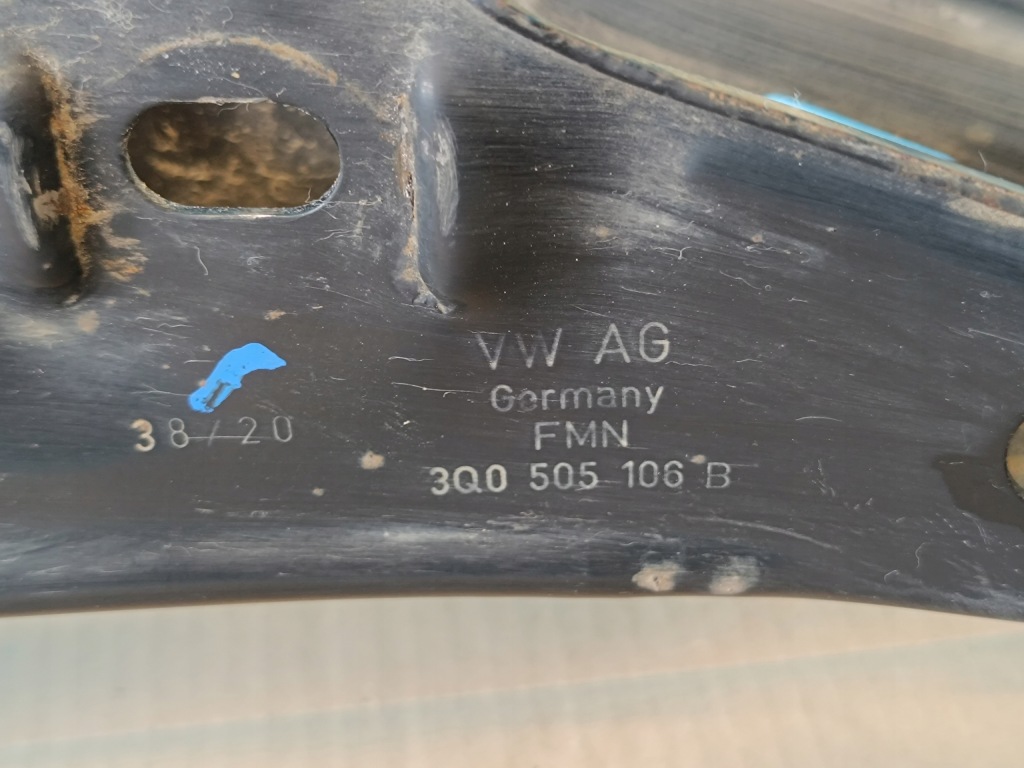 VW AG
Germany
FMN
38/20
3Q0 505 106 B